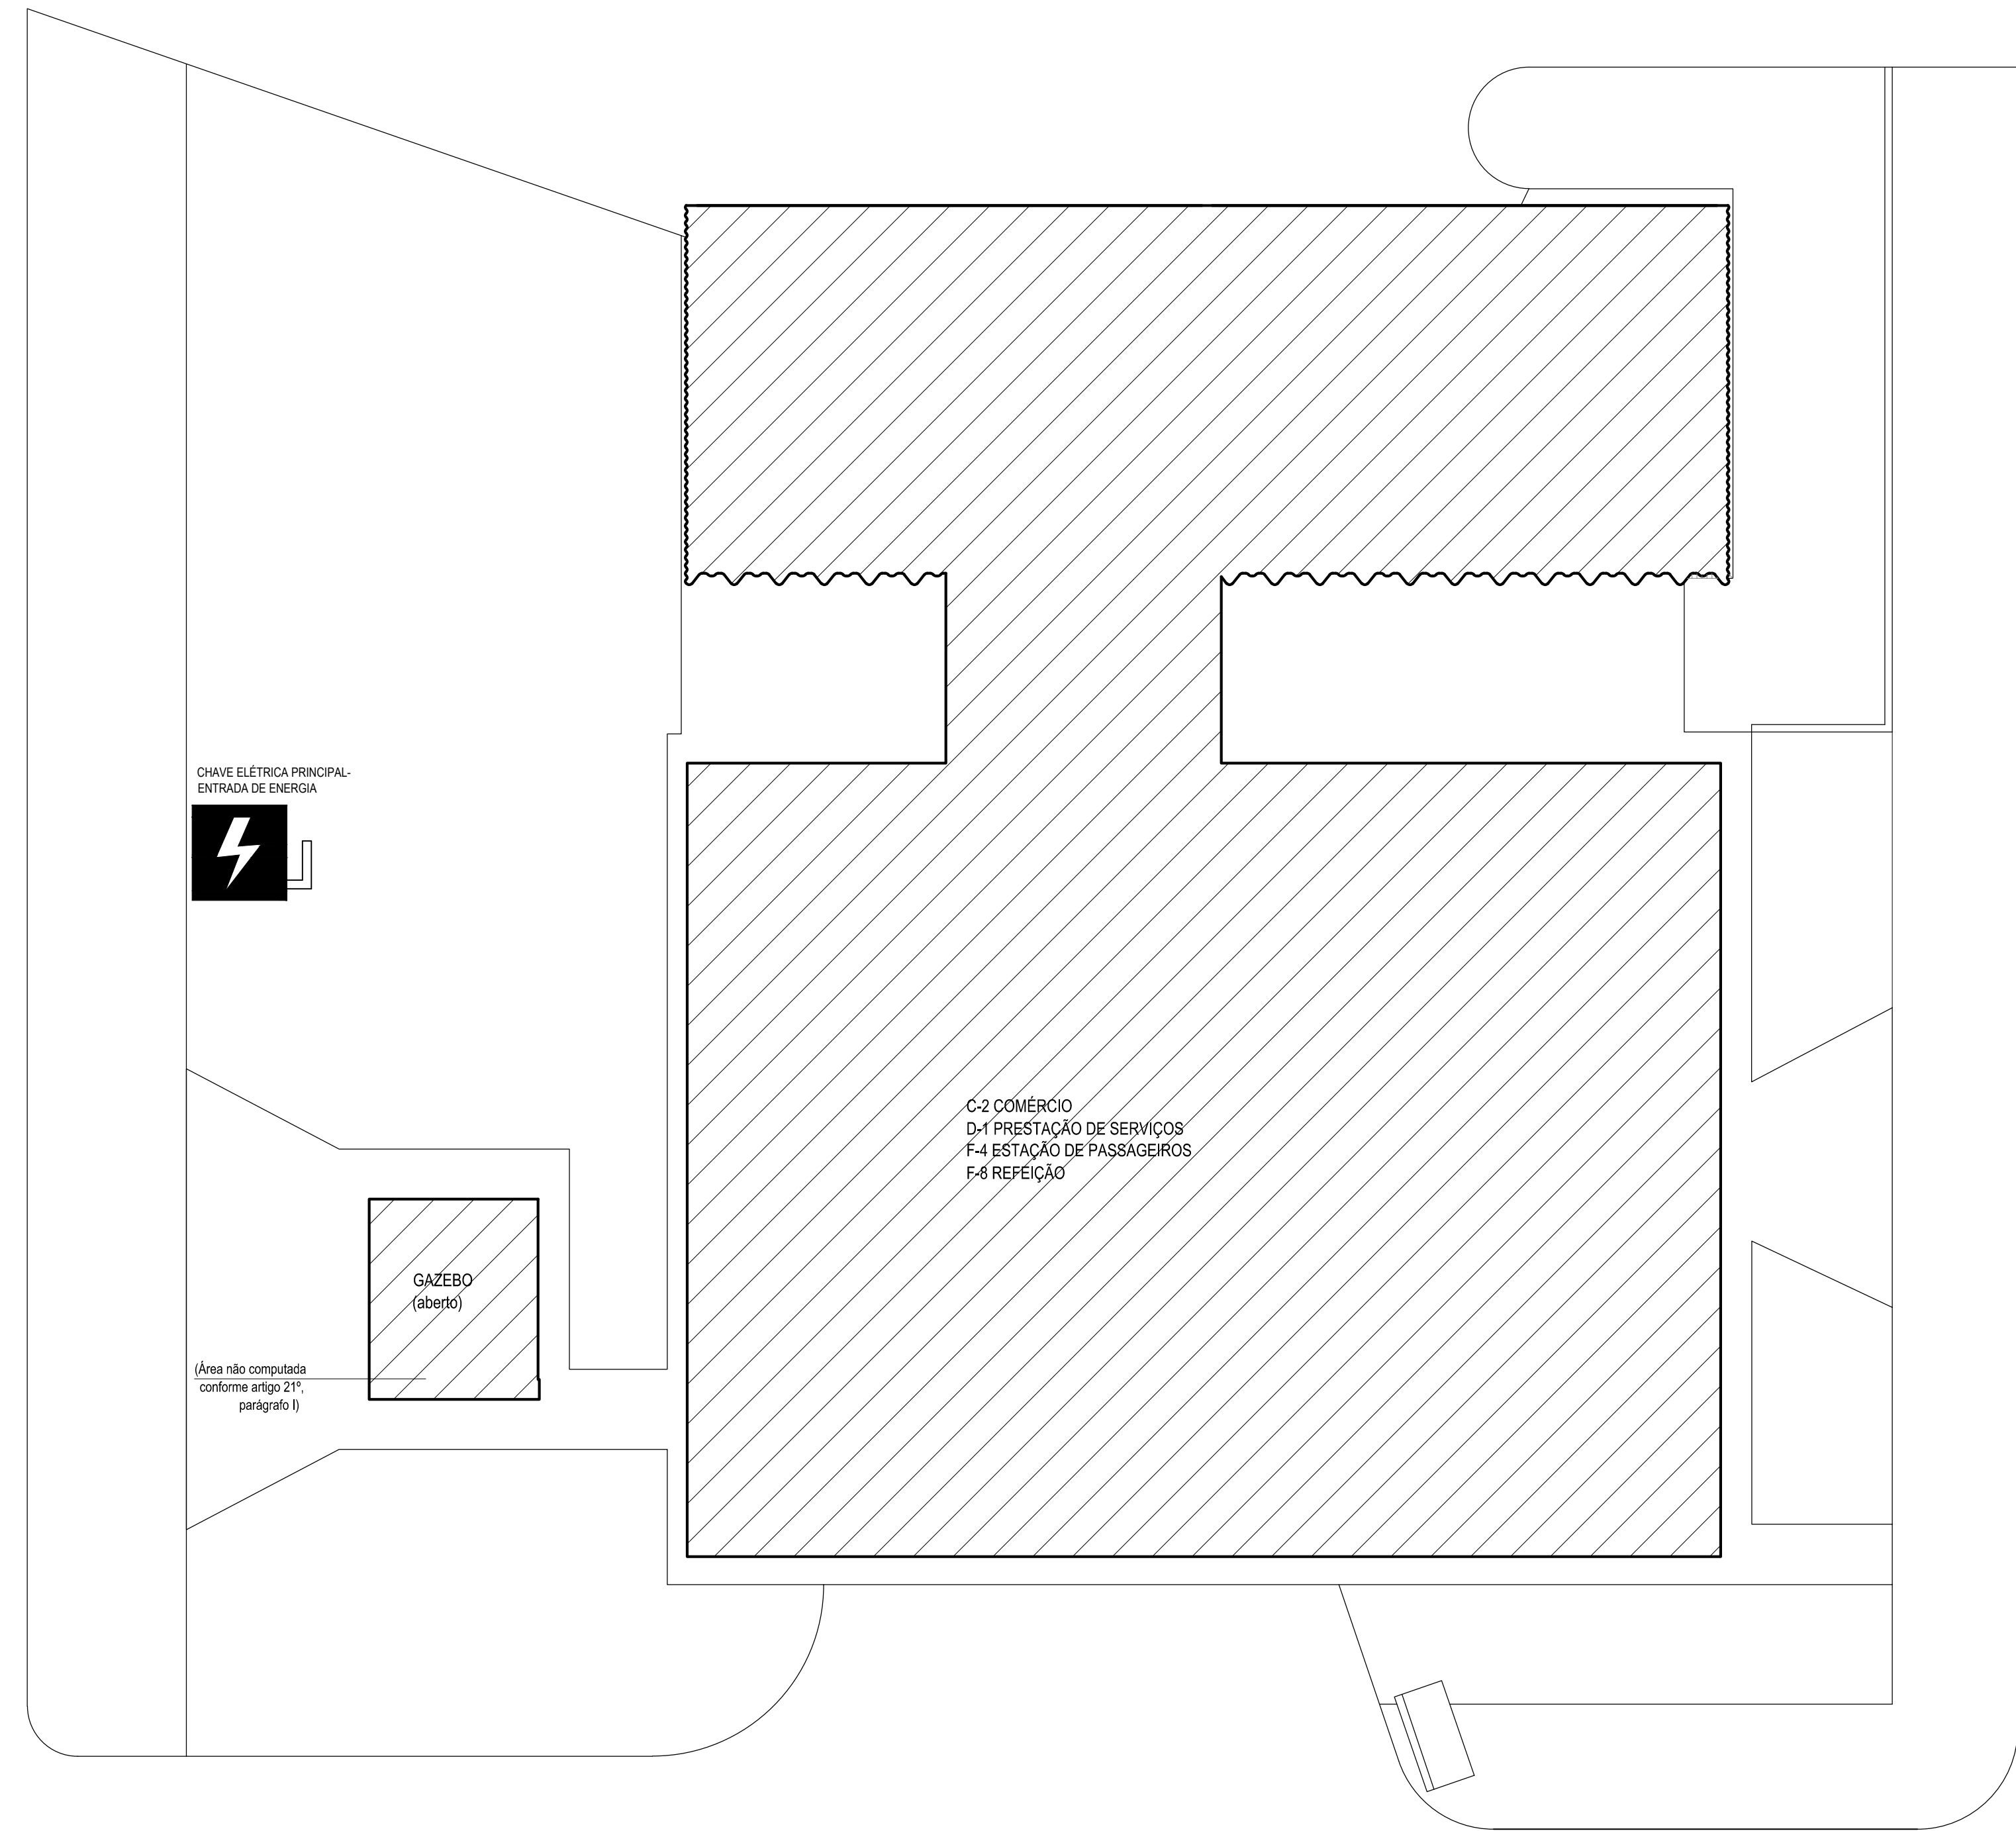 CHAVE ELÉTRICA PRINCIPAL-
ENTRADA DE ENERGIA
C-2 COMÉRCIO
D-1 PRESTAÇÃO DE SERVIÇOS
F-4 ESTAÇÃO DE PASSAGEIROS
F-8 REFEIÇÃO
GAZEBO
(aberto)
(Área não computada
conforme artigo 21º,
parágrafo I)